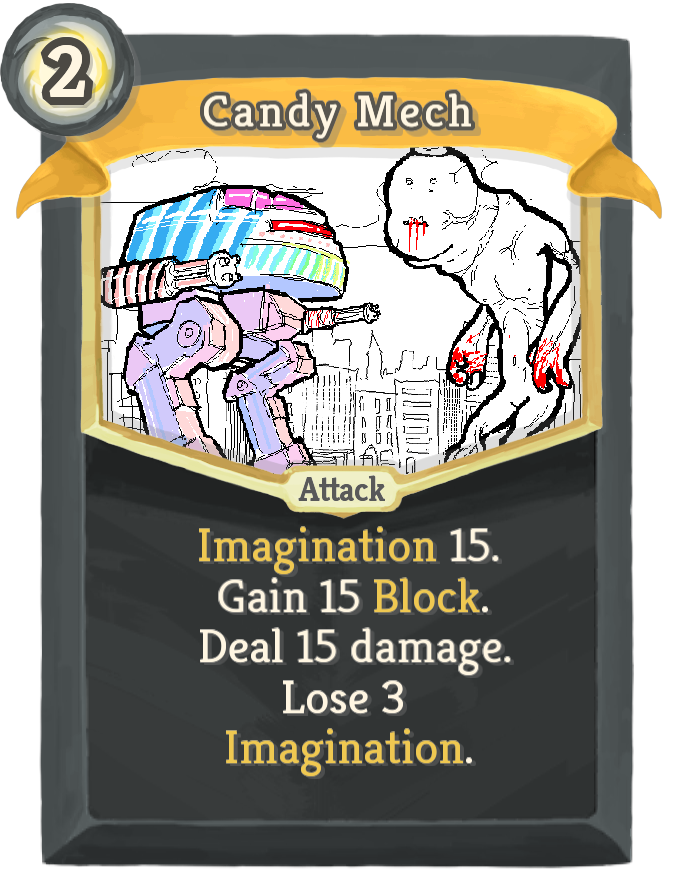 2
Candy Mech
Attack
Imagination 15.
Gain 15 Block.
Deal 15 damage.
Lose 3
Imagination.